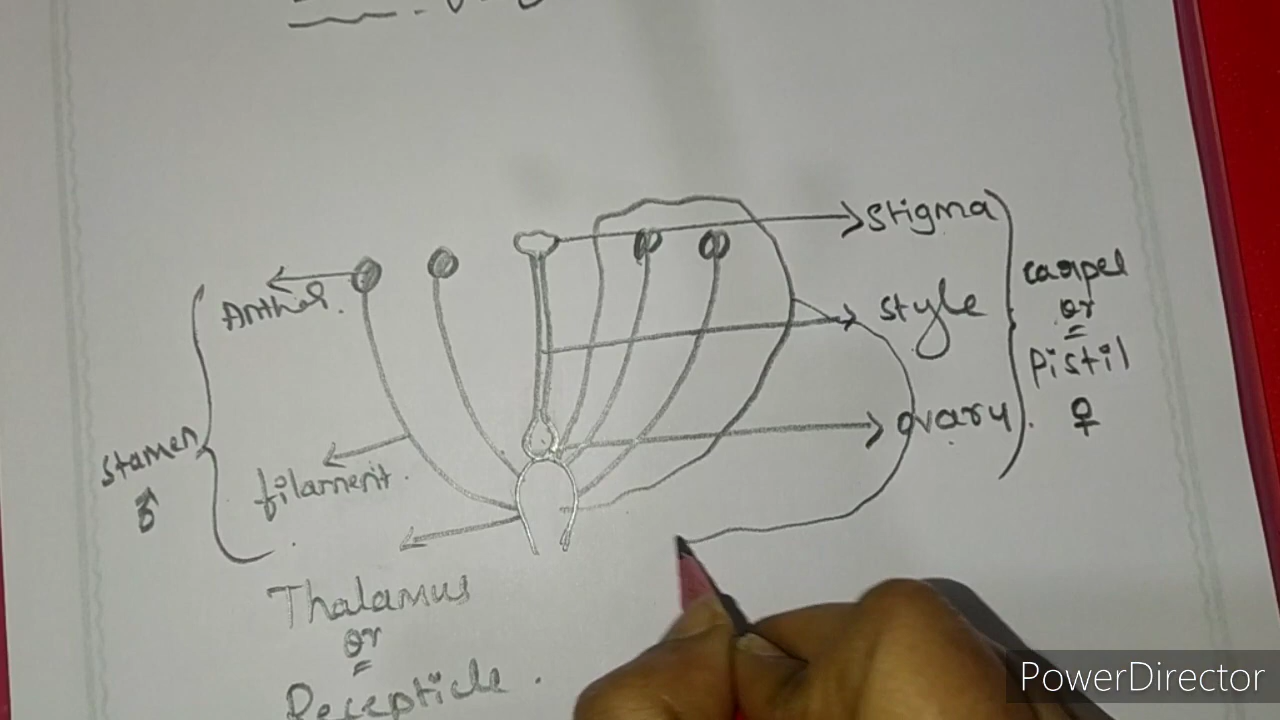 stigma
Anther.
style
carpel
or
pistil
♀
ovary
stamen
♂
filament.
Thalamus
or
Recepticle.
PowerDirector